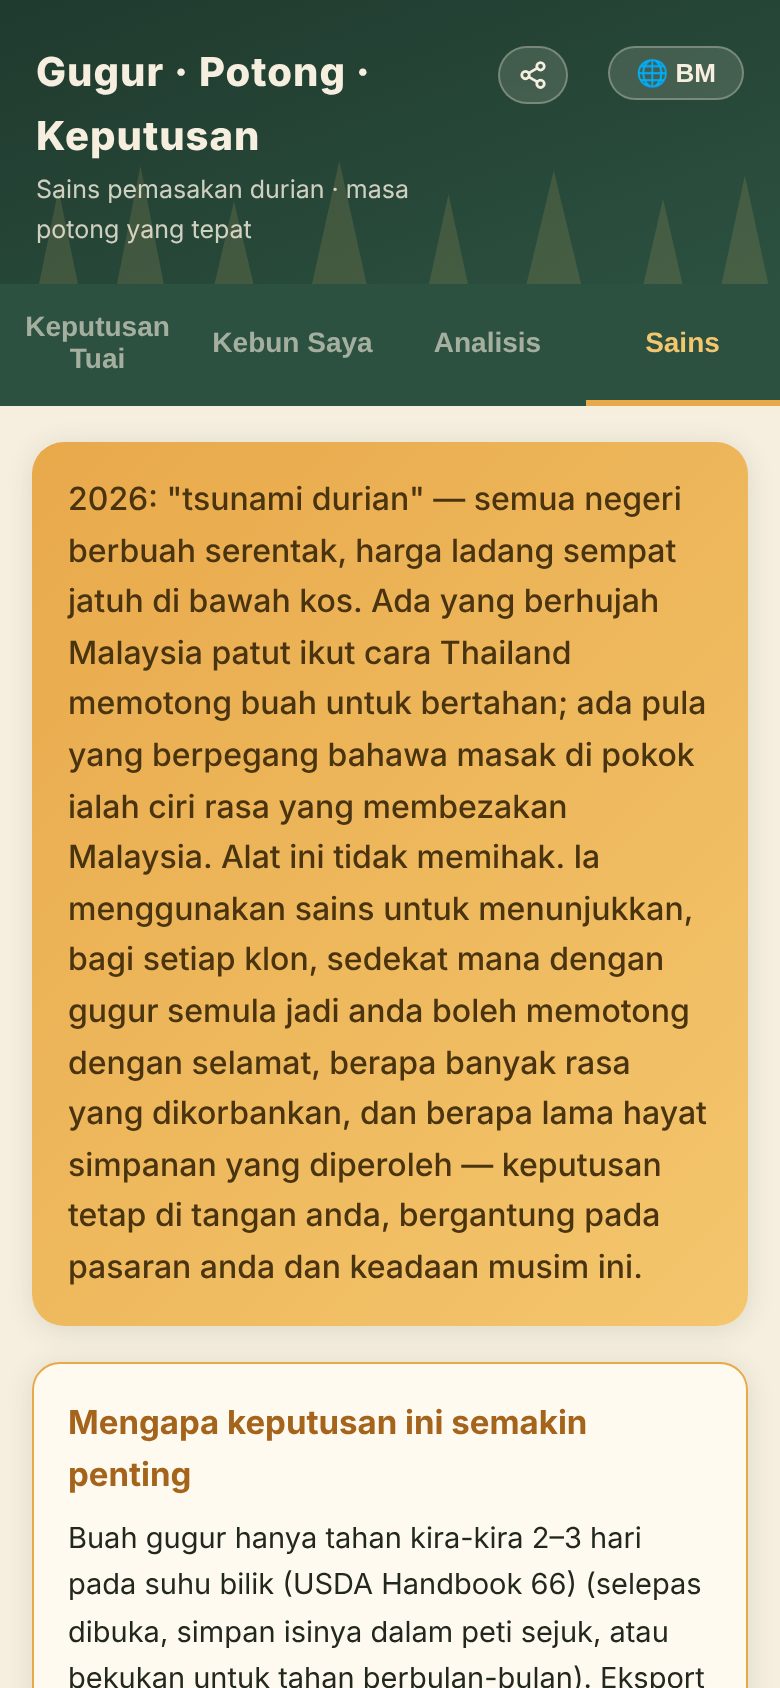 Gugur · Potong ·
Keputusan
Sains pemasakan durian · masa
potong yang tepat
BM
Keputusan
Tuai
Kebun Saya
Analisis
Sains
2026: "tsunami durian" — semua negeri
berbuah serentak, harga ladang sempat
jatuh di bawah kos. Ada yang berhujah
Malaysia patut ikut cara Thailand
memotong buah untuk bertahan; ada pula
yang berpegang bahawa masak di pokok
ialah ciri rasa yang membezakan
Malaysia. Alat ini tidak memihak. Ia
menggunakan sains untuk menunjukkan,
bagi setiap klon, sedekat mana dengan
gugur semula jadi anda boleh memotong
dengan selamat, berapa banyak rasa
yang dikorbankan, dan berapa lama hayat
simpanan yang diperoleh — keputusan
tetap di tangan anda, bergantung pada
pasaran anda dan keadaan musim ini.
Mengapa keputusan ini semakin
penting
Buah gugur hanya tahan kira-kira 2–3 hari
pada suhu bilik (USDA Handbook 66) (selepas
dibuka, simpan isinya dalam peti sejuk, atau
bekukan untuk tahan berbulan-bulan). Eksport